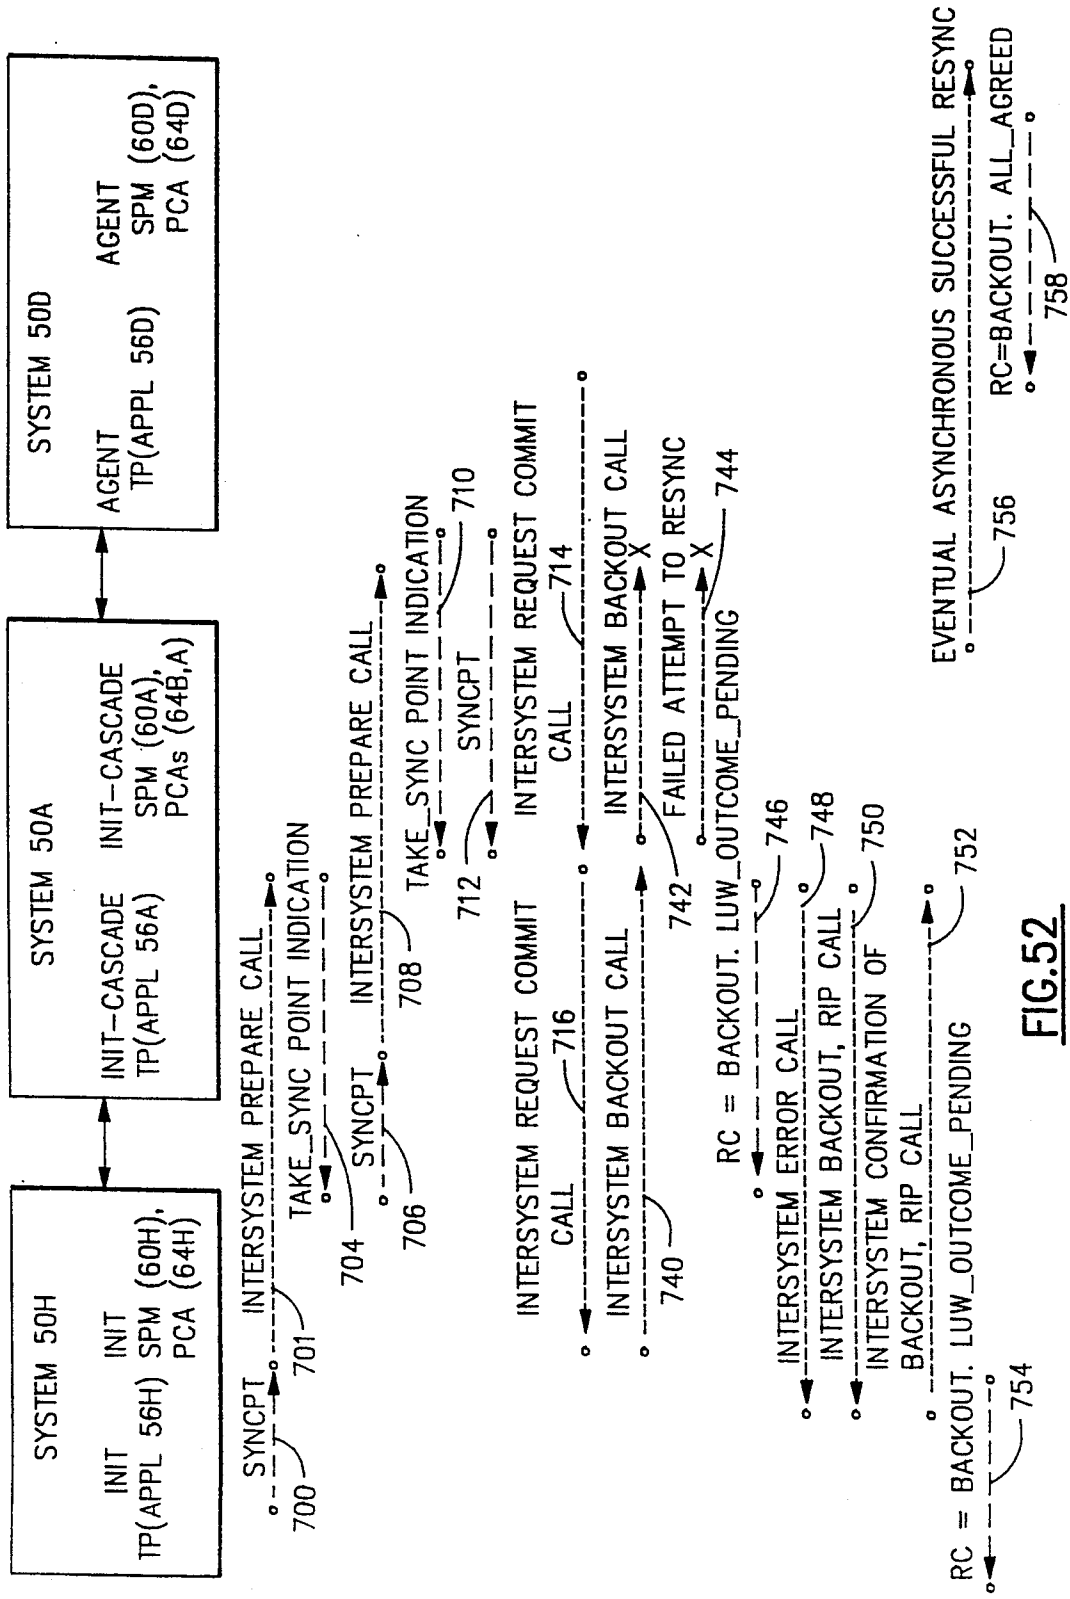 SYSTEM 50H
INIT INIT
TP(APPL 56H) SPM (60H),
PCA (64H)
SYSTEM 50A
INIT-CASCADE INIT-CASCADE
TP(APPL 56A) SPM (60A),
PCAs (64B,A)
SYSTEM 50D
AGENT AGENT
TP(APPL 56D) SPM (60D),
PCA (64D)
SYNCPT INTERSYSTEM PREPARE CALL
700 701
TAKE_SYNC POINT INDICATION
704
SYNCPT INTERSYSTEM PREPARE CALL
706 708
TAKE_SYNC POINT INDICATION
710
SYNCPT
712
INTERSYSTEM REQUEST COMMIT INTERSYSTEM REQUEST COMMIT
CALL 716 CALL 714
INTERSYSTEM BACKOUT CALL INTERSYSTEM BACKOUT CALL
X
740 742
FAILED ATTEMPT TO RESYNC
X
744
RC = BACKOUT. LUW_OUTCOME_PENDING
746
INTERSYSTEM ERROR CALL
748
INTERSYSTEM BACKOUT, RIP CALL
750
INTERSYSTEM CONFIRMATION OF
BACKOUT, RIP CALL
752
RC = BACKOUT. LUW_OUTCOME_PENDING
754
EVENTUAL ASYNCHRONOUS SUCCESSFUL RESYNC
756
RC=BACKOUT. ALL_AGREED
758
FIG.52